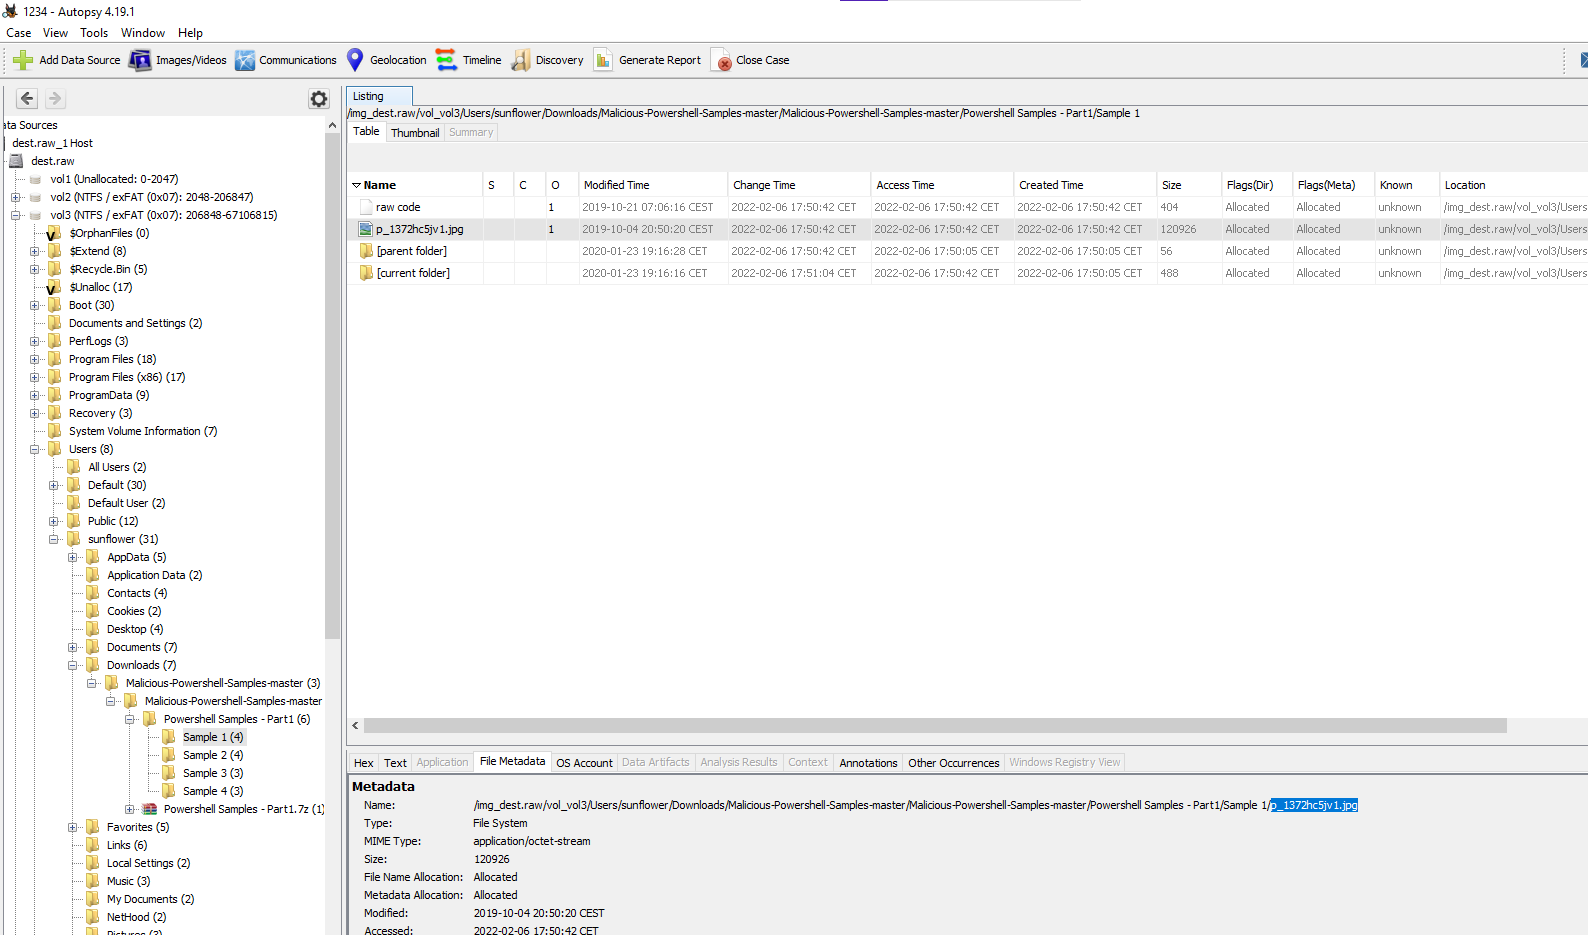 1234 - Autopsy 4.19.1
Case View Tools Window Help
Add Data Source Images/Videos Communications Geolocation Timeline Discovery Generate Report Close Case
ata Sources
dest.raw_1 Host
dest.raw
vol1 (Unallocated: 0-2047)
vol2 (NTFS / exFAT (0x07): 2048-206847)
vol3 (NTFS / exFAT (0x07): 206848-67106815)
$OrphanFiles (0)
$Extend (8)
$Recycle.Bin (5)
$Unalloc (17)
Boot (30)
Documents and Settings (2)
PerfLogs (3)
Program Files (18)
Program Files (x86) (17)
ProgramData (9)
Recovery (3)
System Volume Information (7)
Users (8)
All Users (2)
Default (30)
Default User (2)
Public (12)
sunflower (31)
AppData (5)
Application Data (2)
Contacts (4)
Cookies (2)
Desktop (4)
Documents (7)
Downloads (7)
Malicious-Powershell-Samples-master (3)
Malicious-Powershell-Samples-master
Powershell Samples - Part1 (6)
Sample 1 (4)
Sample 2 (4)
Sample 3 (3)
Sample 4 (3)
Powershell Samples - Part1.7z (1)
Favorites (5)
Links (6)
Local Settings (2)
Music (3)
My Documents (2)
NetHood (2)
Pictures (3)
Listing
/img_dest.raw/vol_vol3/Users/sunflower/Downloads/Malicious-Powershell-Samples-master/Malicious-Powershell-Samples-master/Powershell Samples - Part1/Sample 1
Table Thumbnail Summary
Name S C O Modified Time Change Time Access Time Created Time Size Flags(Dir) Flags(Meta) Known Location
raw code 1 2019-10-21 07:06:16 CEST 2022-02-06 17:50:42 CET 2022-02-06 17:50:42 CET 2022-02-06 17:50:42 CET 404 Allocated Allocated unknown /img_dest.raw/vol_vol3/Users
p_1372hc5jv1.jpg 1 2019-10-04 20:50:20 CEST 2022-02-06 17:50:42 CET 2022-02-06 17:50:42 CET 2022-02-06 17:50:42 CET 120926 Allocated Allocated unknown /img_dest.raw/vol_vol3/Users
[parent folder] 2020-01-23 19:16:28 CET 2022-02-06 17:50:42 CET 2022-02-06 17:50:05 CET 2022-02-06 17:50:05 CET 56 Allocated Allocated unknown /img_dest.raw/vol_vol3/Users
[current folder] 2020-01-23 19:16:16 CET 2022-02-06 17:51:04 CET 2022-02-06 17:50:42 CET 2022-02-06 17:50:05 CET 488 Allocated Allocated unknown /img_dest.raw/vol_vol3/Users
Hex Text Application File Metadata OS Account Data Artifacts Analysis Results Context Annotations Other Occurrences Windows Registry View
Metadata
Name: /img_dest.raw/vol_vol3/Users/sunflower/Downloads/Malicious-Powershell-Samples-master/Malicious-Powershell-Samples-master/Powershell Samples - Part1/Sample 1/p_1372hc5jv1.jpg
Type: File System
MIME Type: application/octet-stream
Size: 120926
File Name Allocation: Allocated
Metadata Allocation: Allocated
Modified: 2019-10-04 20:50:20 CEST
Accessed: 2022-02-06 17:50:42 CET